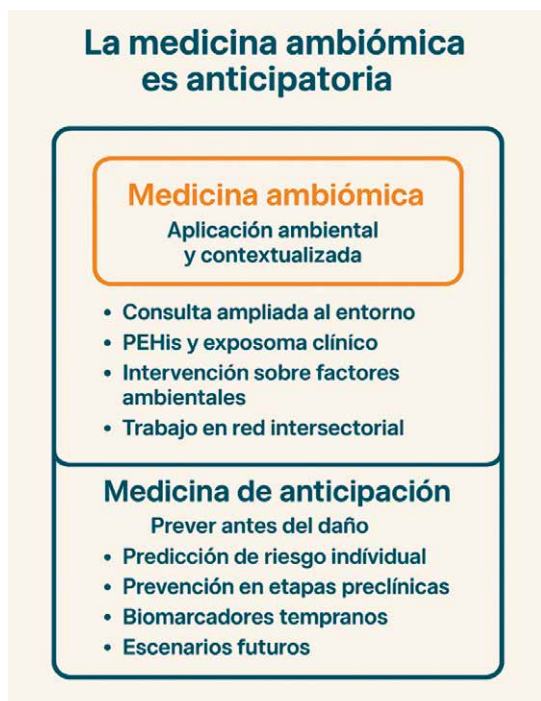 La medicina ambiómica
es anticipatoria
Medicina ambiómica
Aplicación ambiental
y contextualizada
• Consulta ampliada al entorno
• PEHis y exposoma clínico
• Intervención sobre factores
ambientales
• Trabajo en red intersectorial
Medicina de anticipación
Prever antes del daño
• Predicción de riesgo indívidual
• Prevención en etapas preclínicas
• Biomarcadores tempranos
• Escenarios futuros